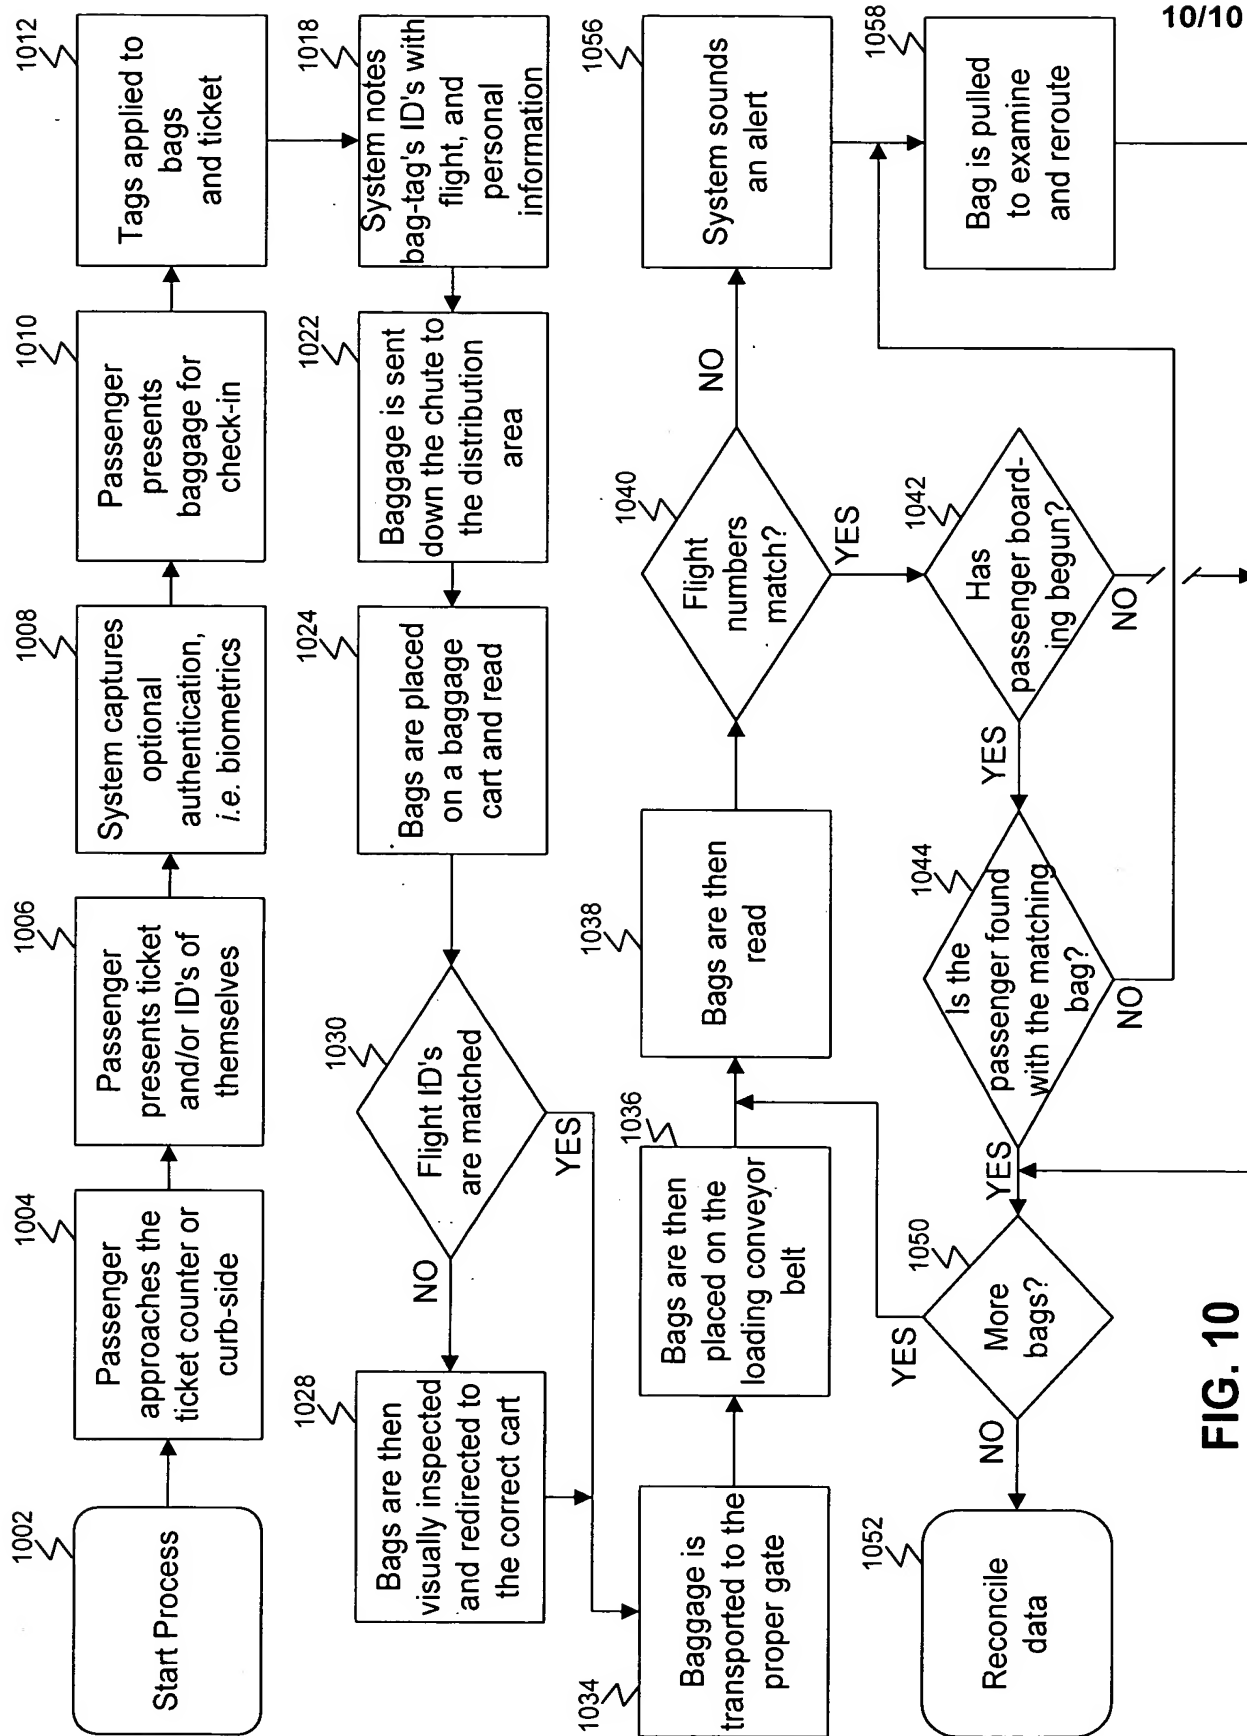 10/10
1002
Start Process
1004
Passenger
approaches the
ticket counter or
curb-side
1006
Passenger
presents ticket
and/or ID's of
themselves
1008
System captures
optional
authentication,
i.e. biometrics
1010
Passenger
presents
baggage for
check-in
1012
Tags applied to
bags
and ticket
1018
System notes
bag-tag's ID's with
flight, and
personal
information
1022
Baggage is sent
down the chute to
the distribution
area
1024
Bags are placed
on a baggage
cart and read
1030
Flight ID's
are matched
NO
YES
1028
Bags are then
visually inspected
and redirected to
the correct cart
1034
Baggage is
transported to the
proper gate
1036
Bags are then
placed on the
loading conveyor
belt
1038
Bags are then
read
1040
Flight
numbers
match?
NO
YES
1056
System sounds
an alert
1058
Bag is pulled
to examine
and reroute
1042
Has
passenger board-
ing begun?
NO
YES
1044
Is the
passenger found
with the matching
bag?
NO
YES
1050
More
bags?
YES
NO
1052
Reconcile
data
FIG. 10